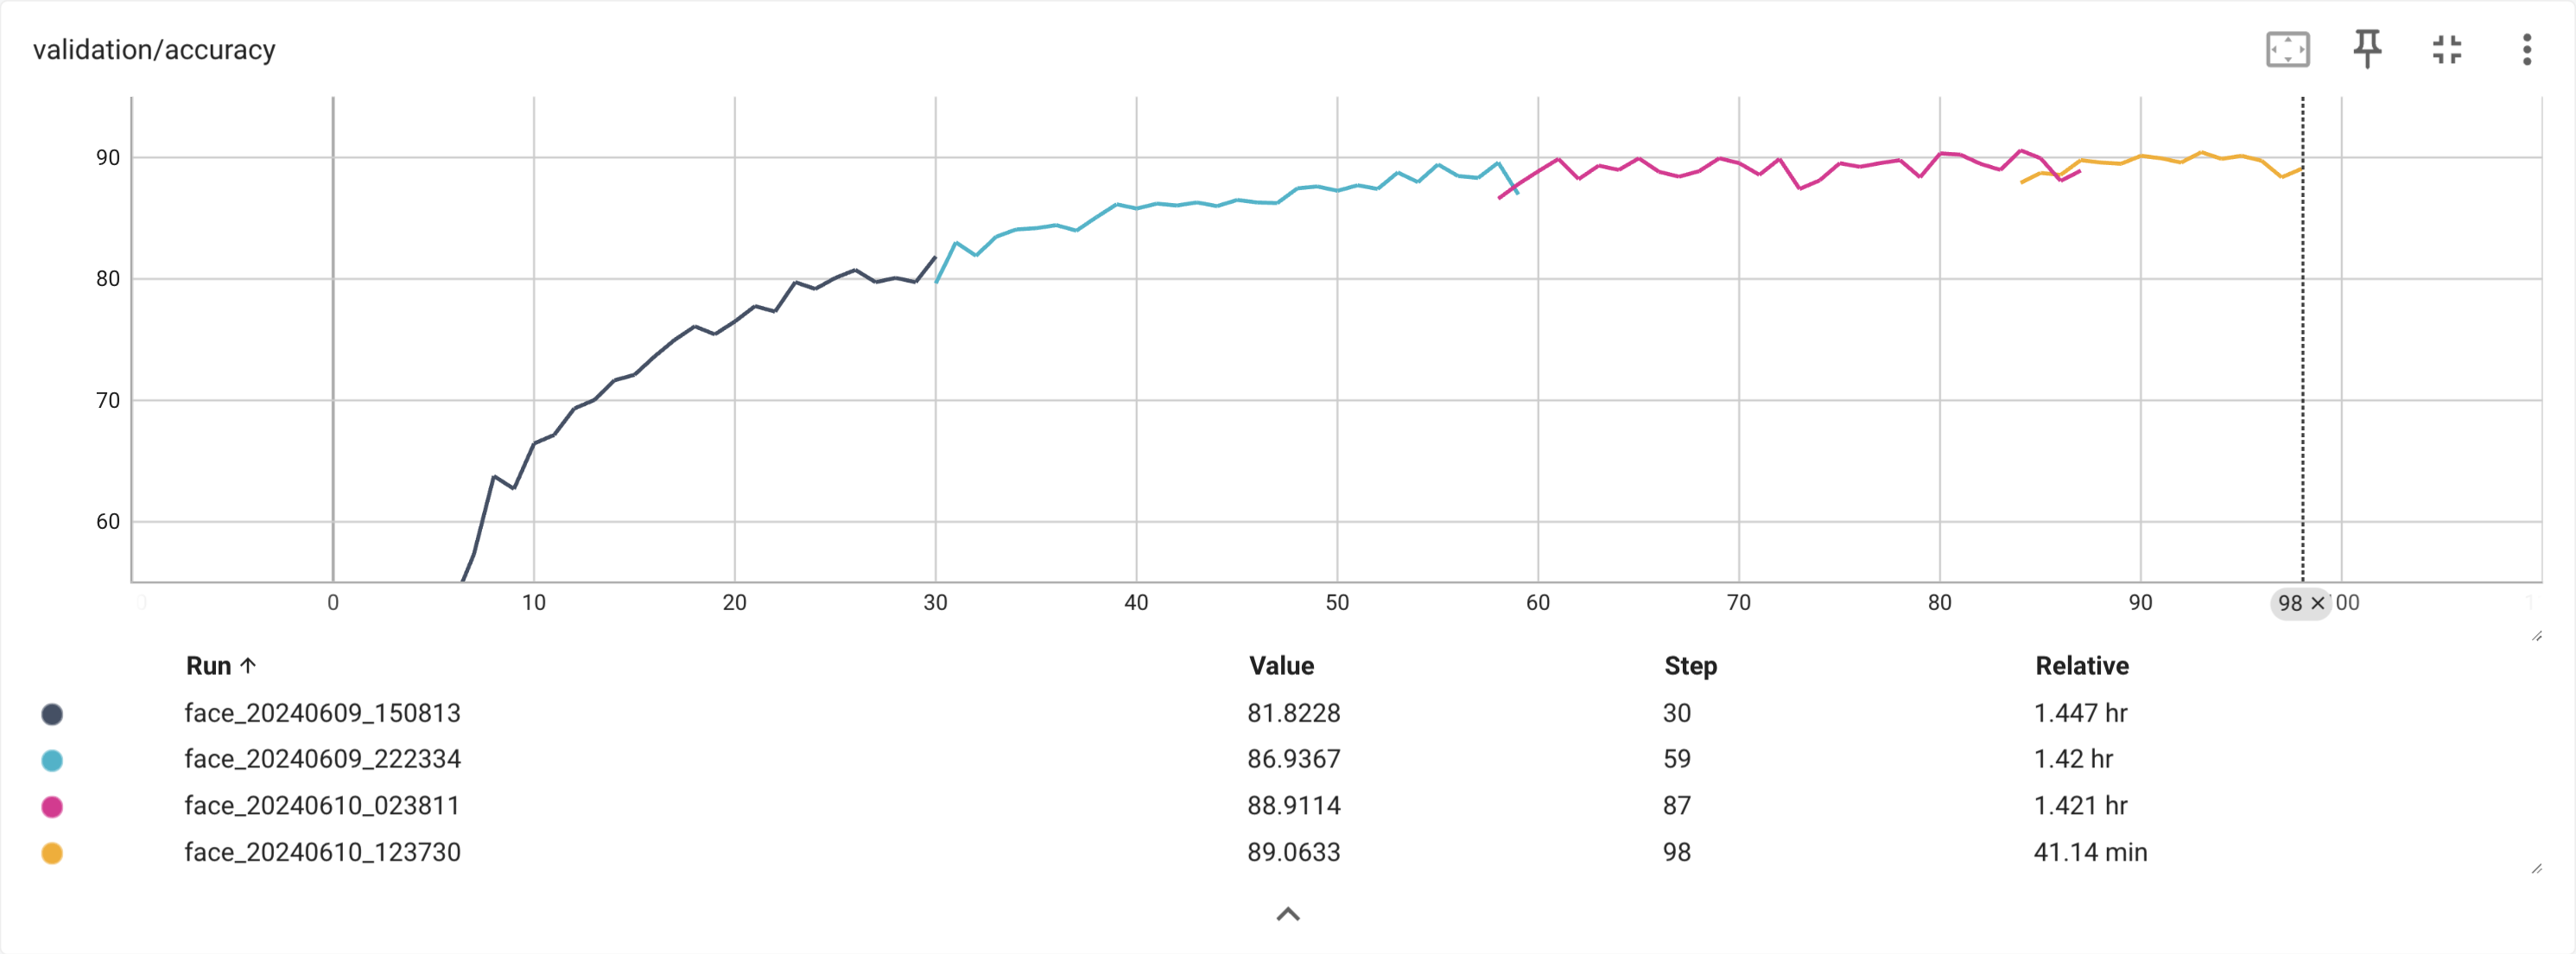 validation/accuracy
90
80
70
60
0 10 20 30 40 50 60 70 80 90 98 × 00
Run ↑ Value Step Relative
face_20240609_150813 81.8228 30 1.447 hr
face_20240609_222334 86.9367 59 1.42 hr
face_20240610_023811 88.9114 87 1.421 hr
face_20240610_123730 89.0633 98 41.14 min